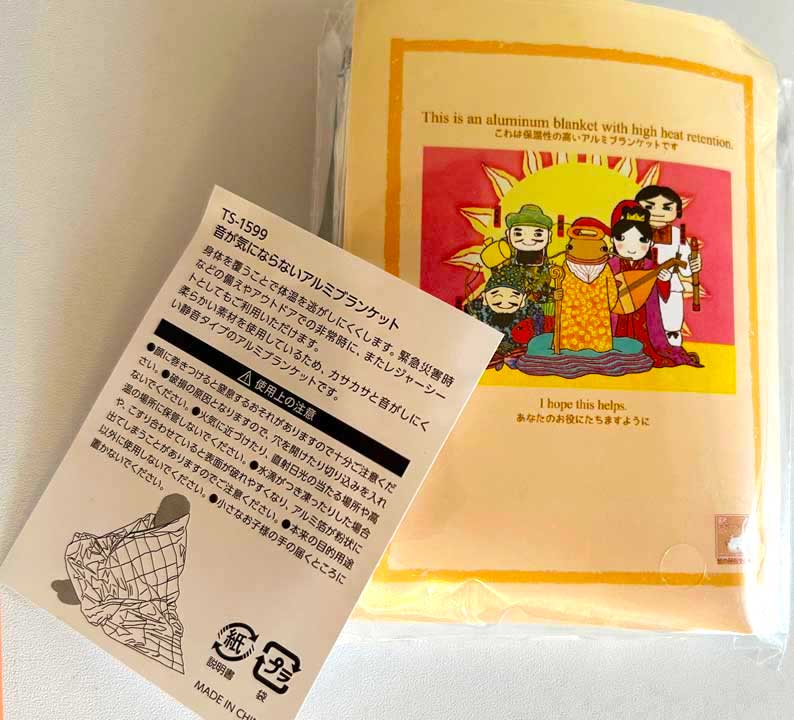 This is an aluminum blanket with high heat retention.
これは保温性の高いアルミブランケットです
I hope this helps.
あなたのお役にたちますように
TS-1599
音が気にならないアルミブランケット
身体を覆うことで体温を逃がしにくくします。緊急災害時
などの備えやアウトドアでの非常時に、またレジャーシー
トとしてもご利用いただけます。
柔らかい素材を使用しているため、カサカサと音がしにく
い静音タイプのアルミブランケットです。
⚠使用上の注意
●顔に巻きつけると窒息するおそれがありますので十分ご注意くだ
さい。●破損の原因となりますので、穴を開けたり切り込みを入れ
ないでください。●火気に近づけたり、直射日光の当たる場所や高
温の場所に保管しないでください。●水滴がつき凍ったりした場合
や、こすり合わせていると表面が破れやすくなり、アルミ箔が粉状に
出てしまうことがありますのでご注意ください。●本来の目的用途
以外に使用しないでください。●小さなお子様の手の届くところに
置かないでください。
紙
説明書
プラ
袋
MADE IN